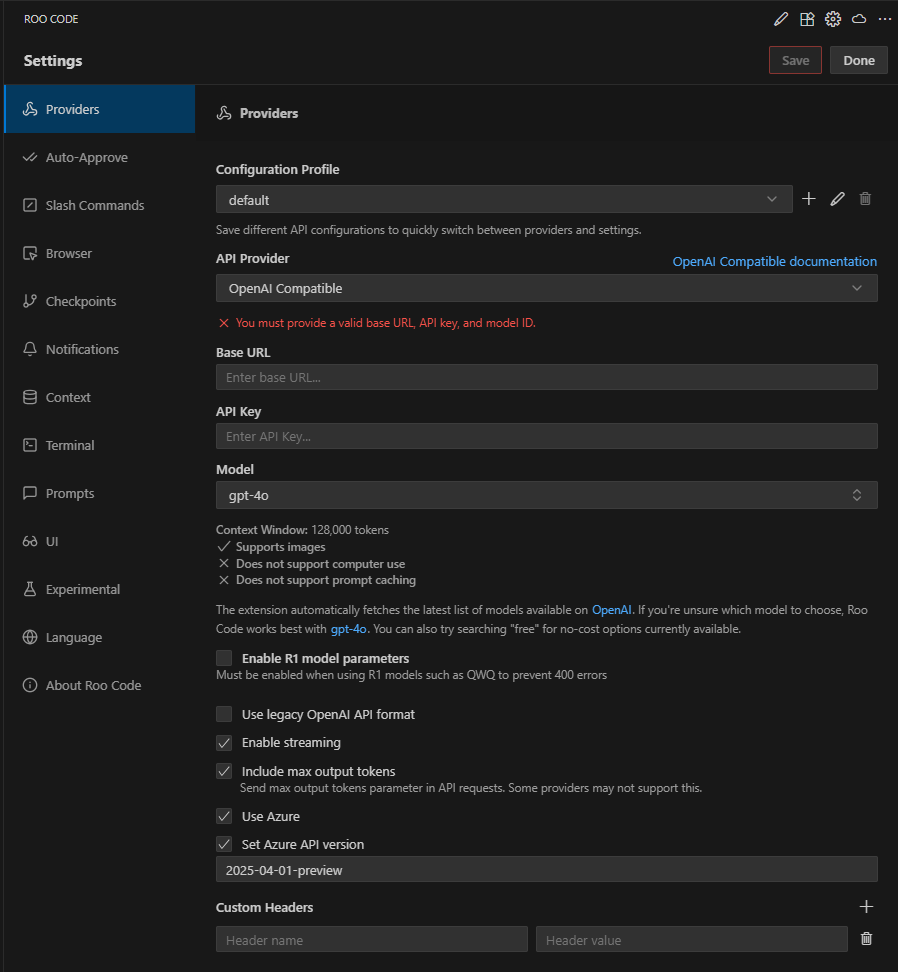 ROO CODE
Settings
Save
Done
Providers
Auto-Approve
Slash Commands
Browser
Checkpoints
Notifications
Context
Terminal
Prompts
UI
Experimental
Language
About Roo Code
Providers
Configuration Profile
default
Save different API configurations to quickly switch between providers and settings.
API Provider
OpenAI Compatible documentation
OpenAI Compatible
You must provide a valid base URL, API key, and model ID.
Base URL
Enter base URL...
API Key
Enter API Key...
Model
gpt-4o
Context Window: 128,000 tokens
Supports images
Does not support computer use
Does not support prompt caching
The extension automatically fetches the latest list of models available on OpenAI. If you're unsure which model to choose, Roo
Code works best with gpt-4o. You can also try searching "free" for no-cost options currently available.
Enable R1 model parameters
Must be enabled when using R1 models such as QWQ to prevent 400 errors
Use legacy OpenAI API format
Enable streaming
Include max output tokens
Send max output tokens parameter in API requests. Some providers may not support this.
Use Azure
Set Azure API version
2025-04-01-preview
Custom Headers
Header name
Header value